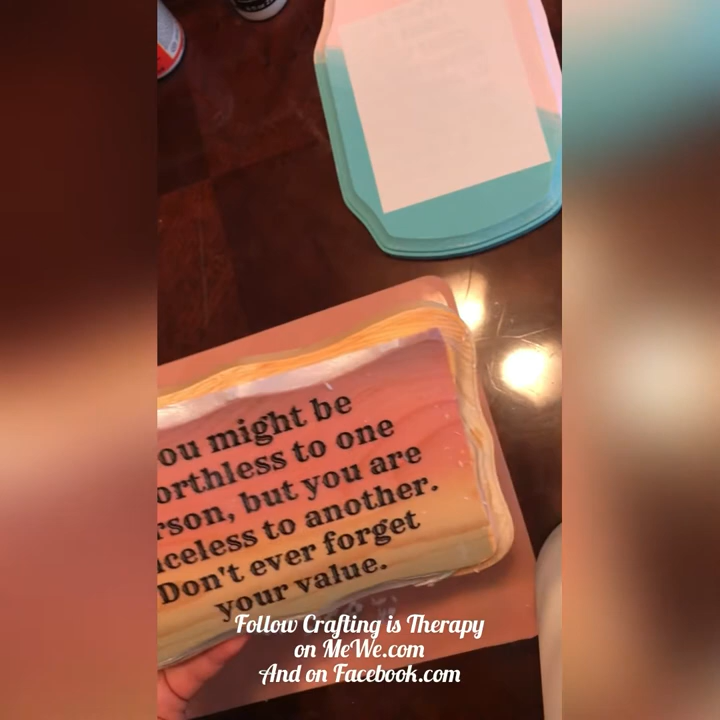 ou might be
orthless to one
rson, but you are
celess to another.
Don't ever forget
your value.
Follow Crafting is Therapy
on MeWe.com
And on Facebook.com